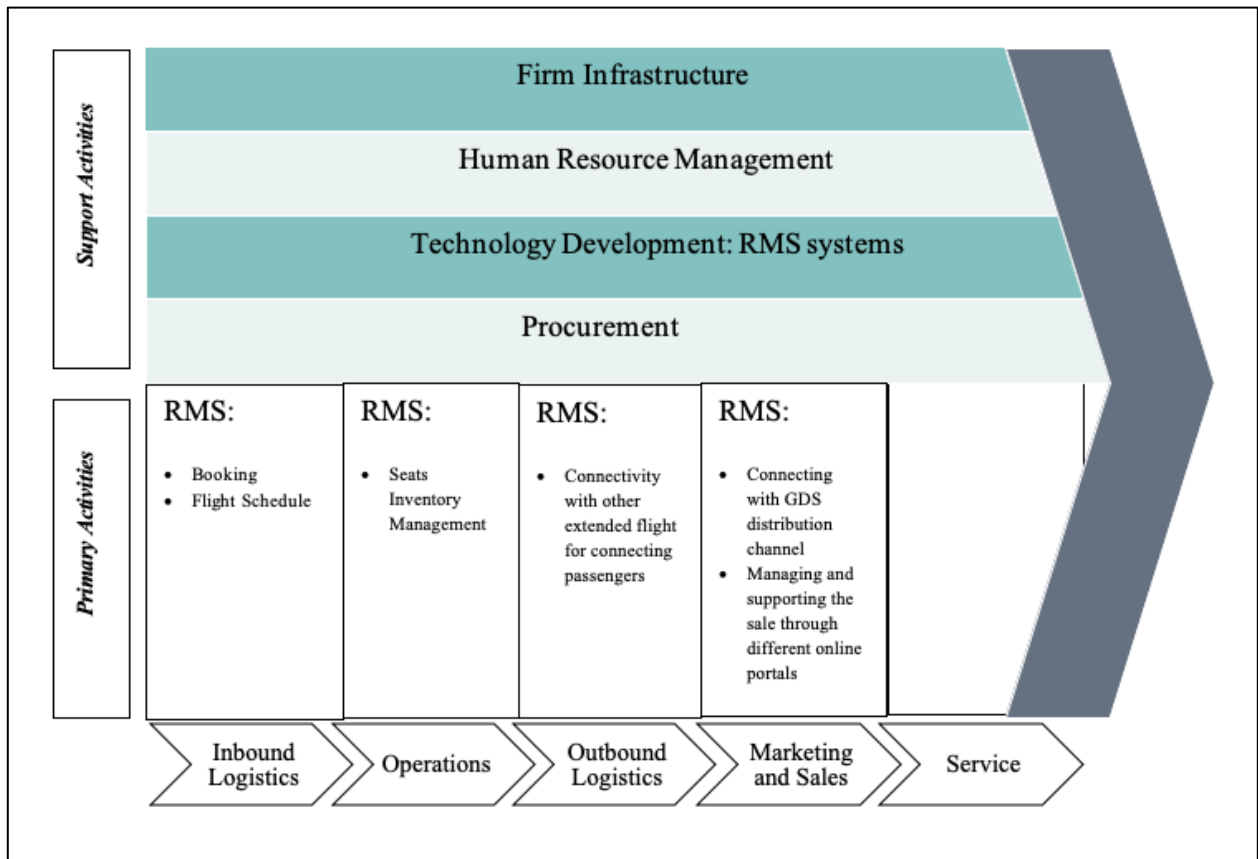 Support Activities
Firm Infrastructure
Human Resource Management
Technology Development: RMS systems
Procurement
Primary Activities
RMS:
• Booking
• Flight Schedule
RMS:
• Seats
Inventory
Management
RMS:
• Connectivity
with other
extended flight
for connecting
passengers
RMS:
• Connecting
with GDS
distribution
channel
• Managing and
supporting the
sale through
different online
portals
Inbound
Logistics
Operations
Outbound
Logistics
Marketing
and Sales
Service